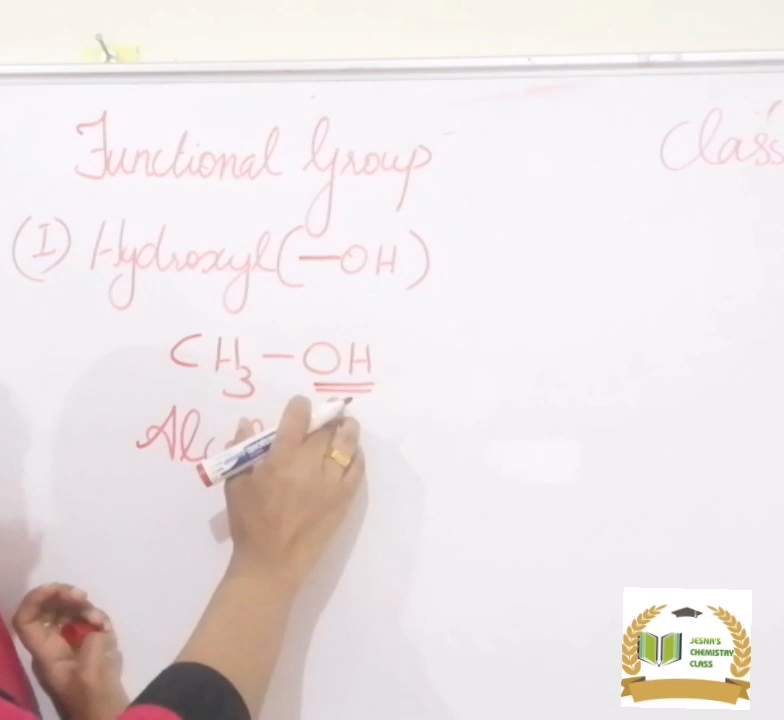 Functional Group
Class
(I) Hydroxyl (—OH)
CH3 — OH
JESNA'S
CHEMISTRY
CLASS